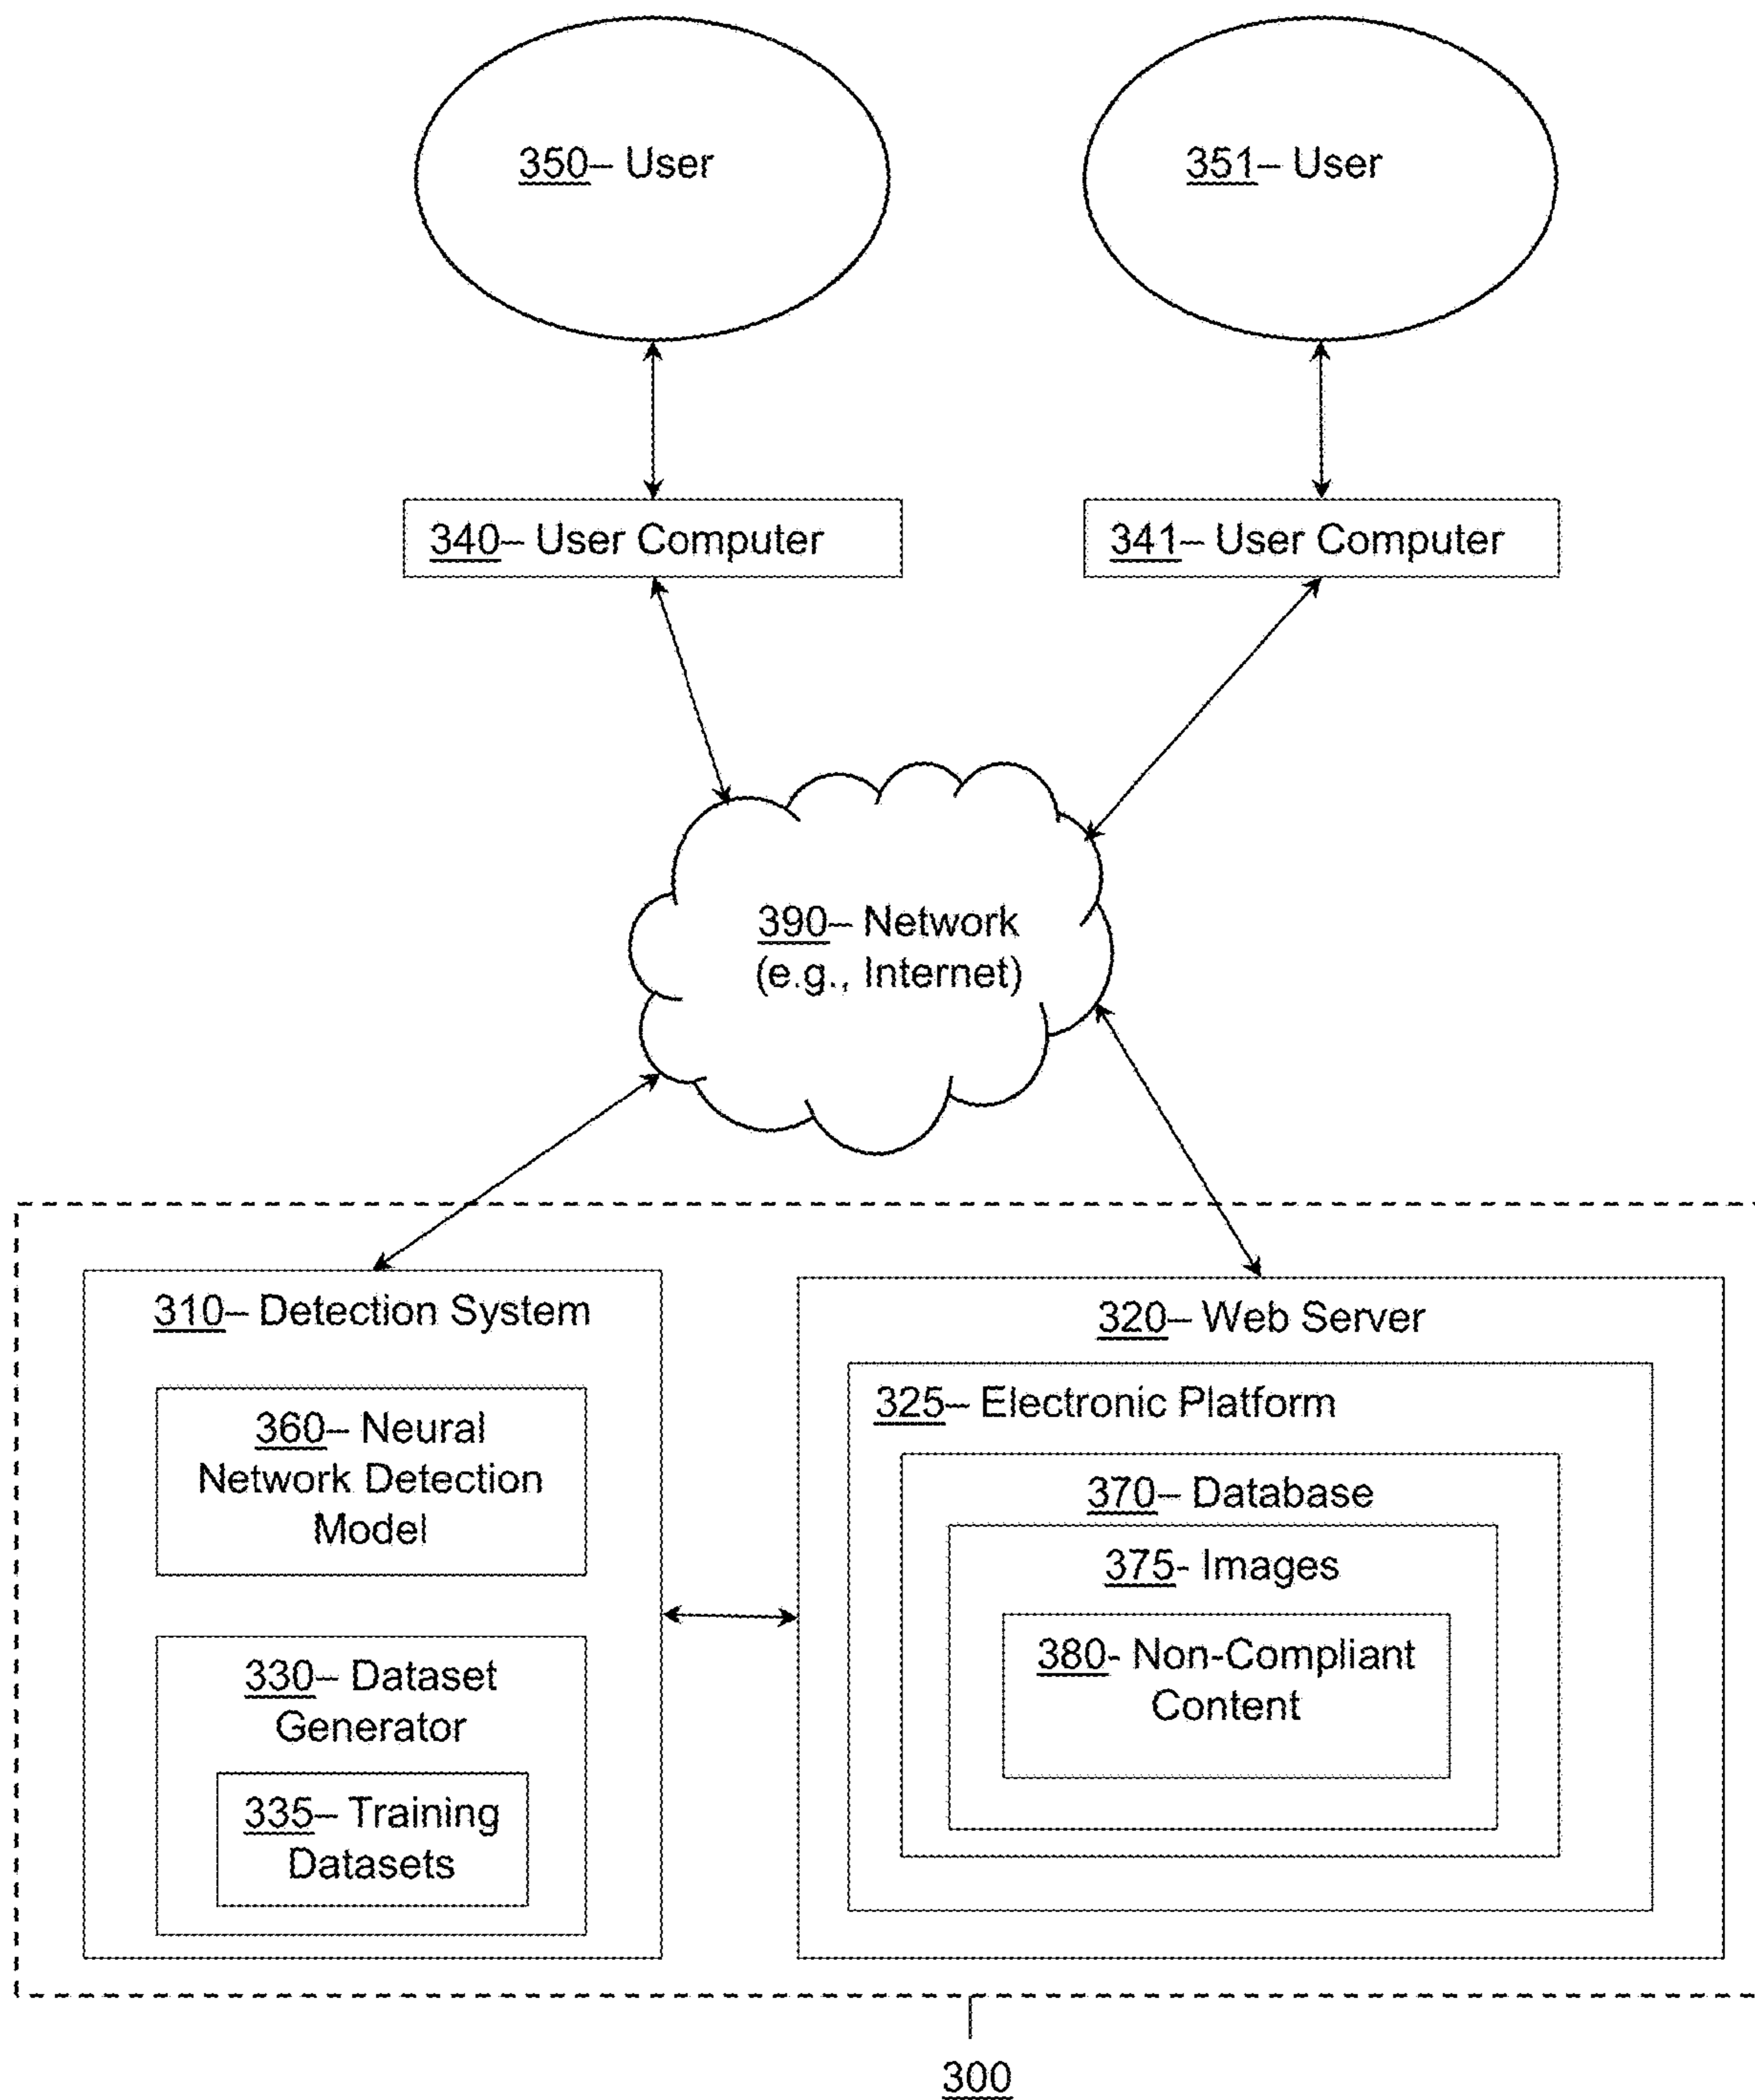 350– User
351– User
340– User Computer
341– User Computer
390– Network
(e.g., Internet)
310– Detection System
360– Neural
Network Detection
Model
330– Dataset
Generator
335– Training
Datasets
320– Web Server
325– Electronic Platform
370– Database
375- Images
380- Non-Compliant
Content
300